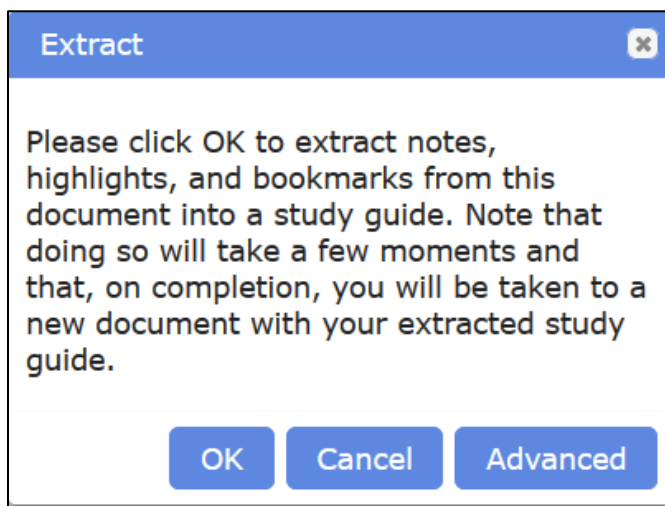 Extract
Please click OK to extract notes,
highlights, and bookmarks from this
document into a study guide. Note that
doing so will take a few moments and
that, on completion, you will be taken to a
new document with your extracted study
guide.
OK Cancel Advanced